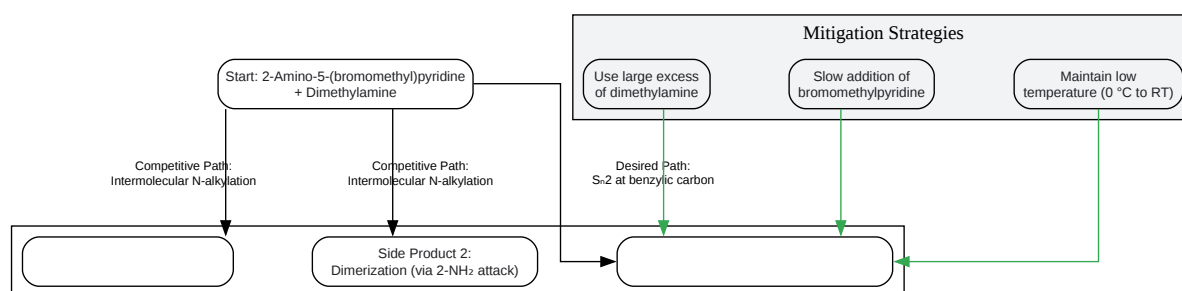 Mitigation Strategies
Start: 2-Amino-5-(bromomethyl)pyridine
+ Dimethylamine
Use large excess
of dimethylamine
Slow addition of
bromomethylpyridine
Maintain low
temperature (0 °C to RT)
Competitive Path:
Intermolecular N-alkylation
Competitive Path:
Intermolecular N-alkylation
Desired Path:
Sₙ2 at benzylic carbon
Side Product 2:
Dimerization (via 2-NH₂ attack)